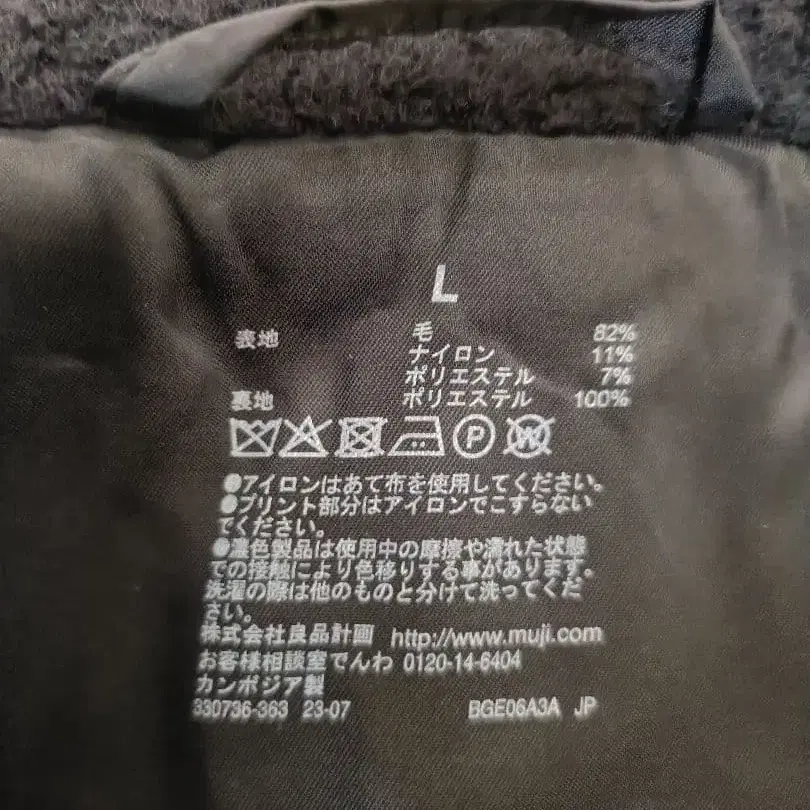 L
表地 毛 82%
ナイロン 11%
ポリエステル 7%
裏地 ポリエステル 100%
P W
●アイロンはあて布を使用してください。
●プリント部分はアイロンでこすらない
でください。
●濃色製品は使用中の摩擦や濡れた状態
での接触により色移りする事があります。
洗濯の際は他のものと分けて洗ってくだ
さい。
株式会社良品計画 http://www.muji.com
お客様相談室でんわ 0120-14-6404
カンボジア製
330736-363 23-07 BGE06A3A JP